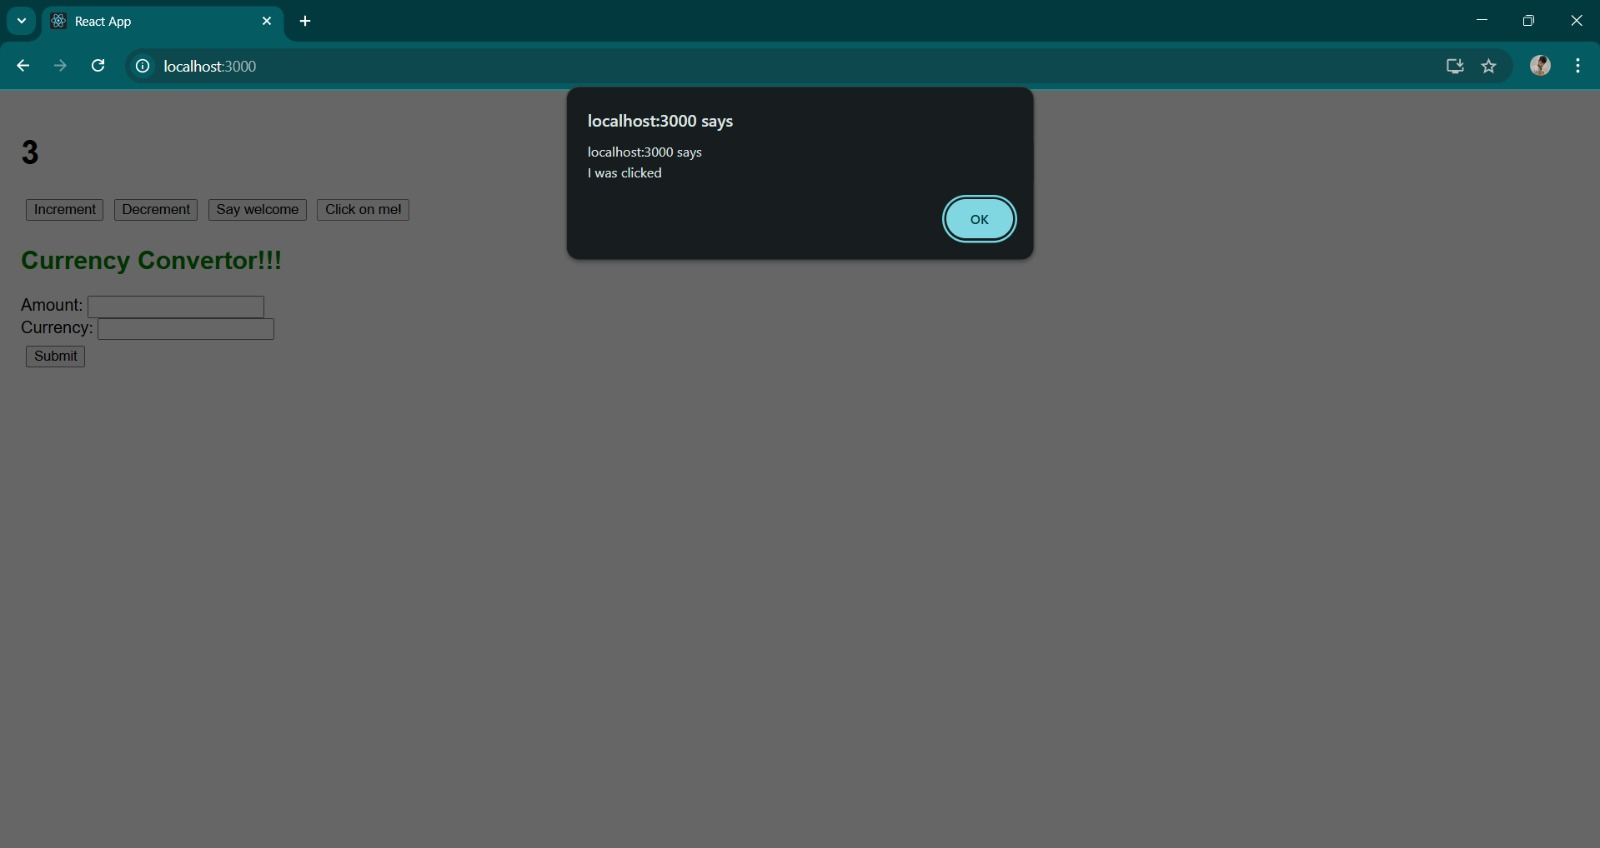 React App
localhost:3000
localhost:3000 says
localhost:3000 says
I was clicked
OK
3
Increment Decrement Say welcome Click on me!
Currency Convertor!!!
Amount:
Currency:
Submit